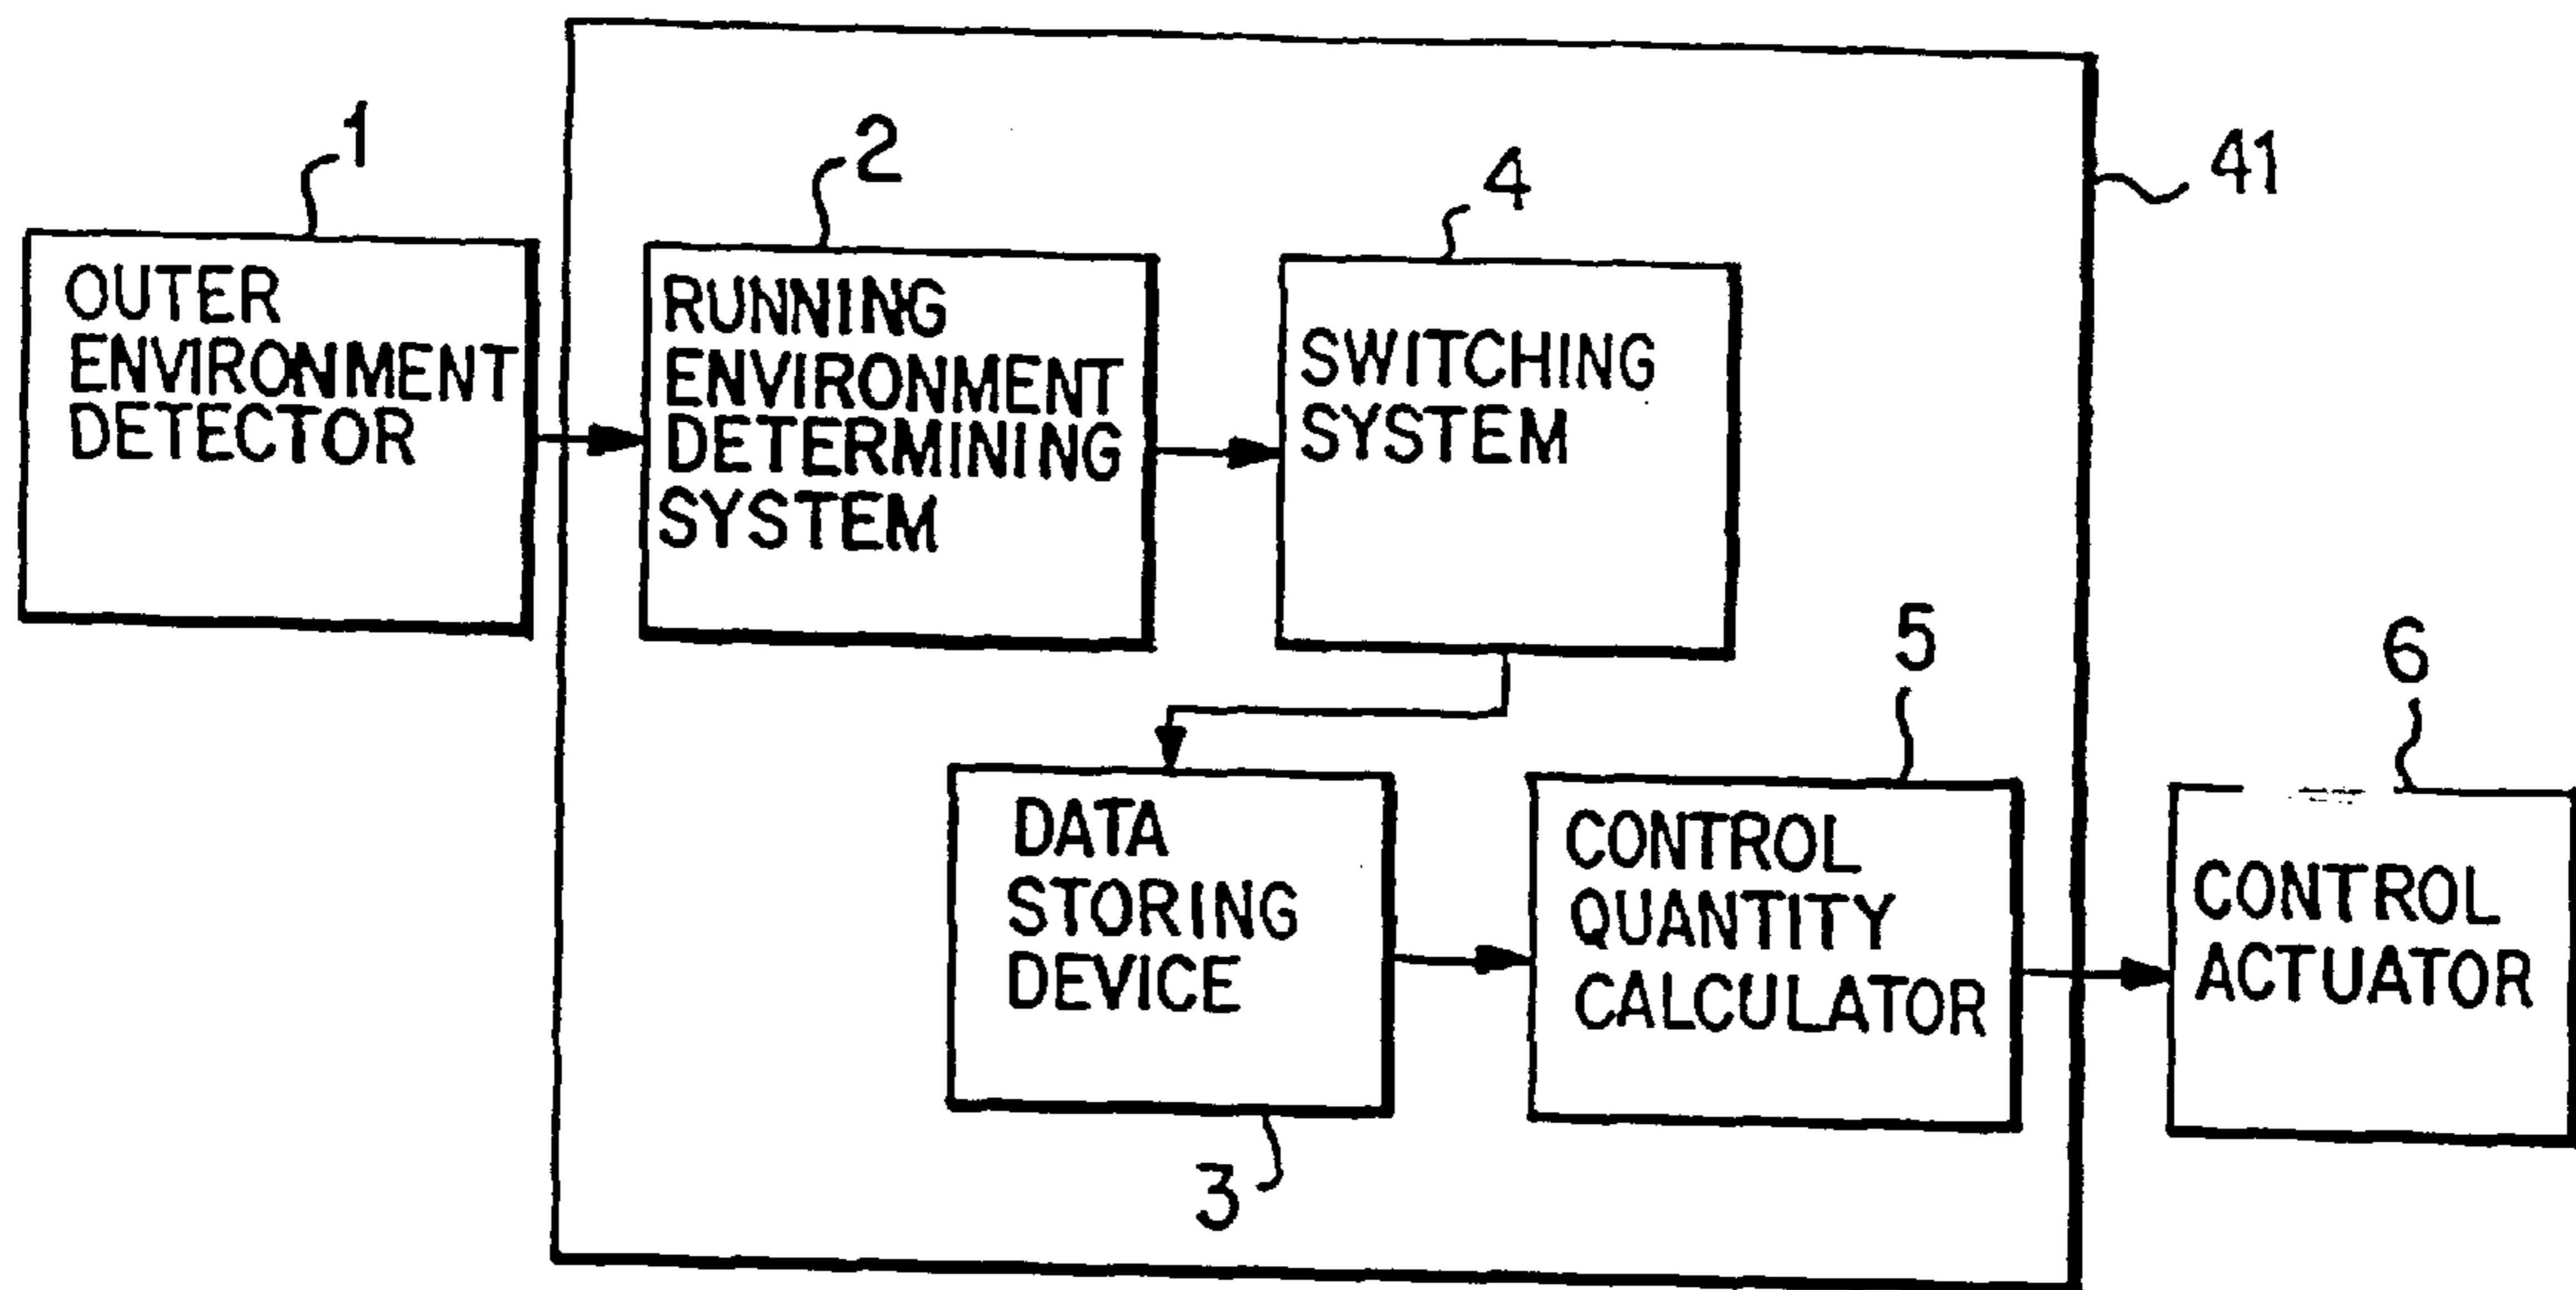 1
OUTER
ENVIRONMENT
DETECTOR
2
RUNNING
ENVIRONMENT
DETERMINING
SYSTEM
4
SWITCHING
SYSTEM
41
DATA
STORING
DEVICE
3
5
CONTROL
QUANTITY
CALCULATOR
6
CONTROL
ACTUATOR